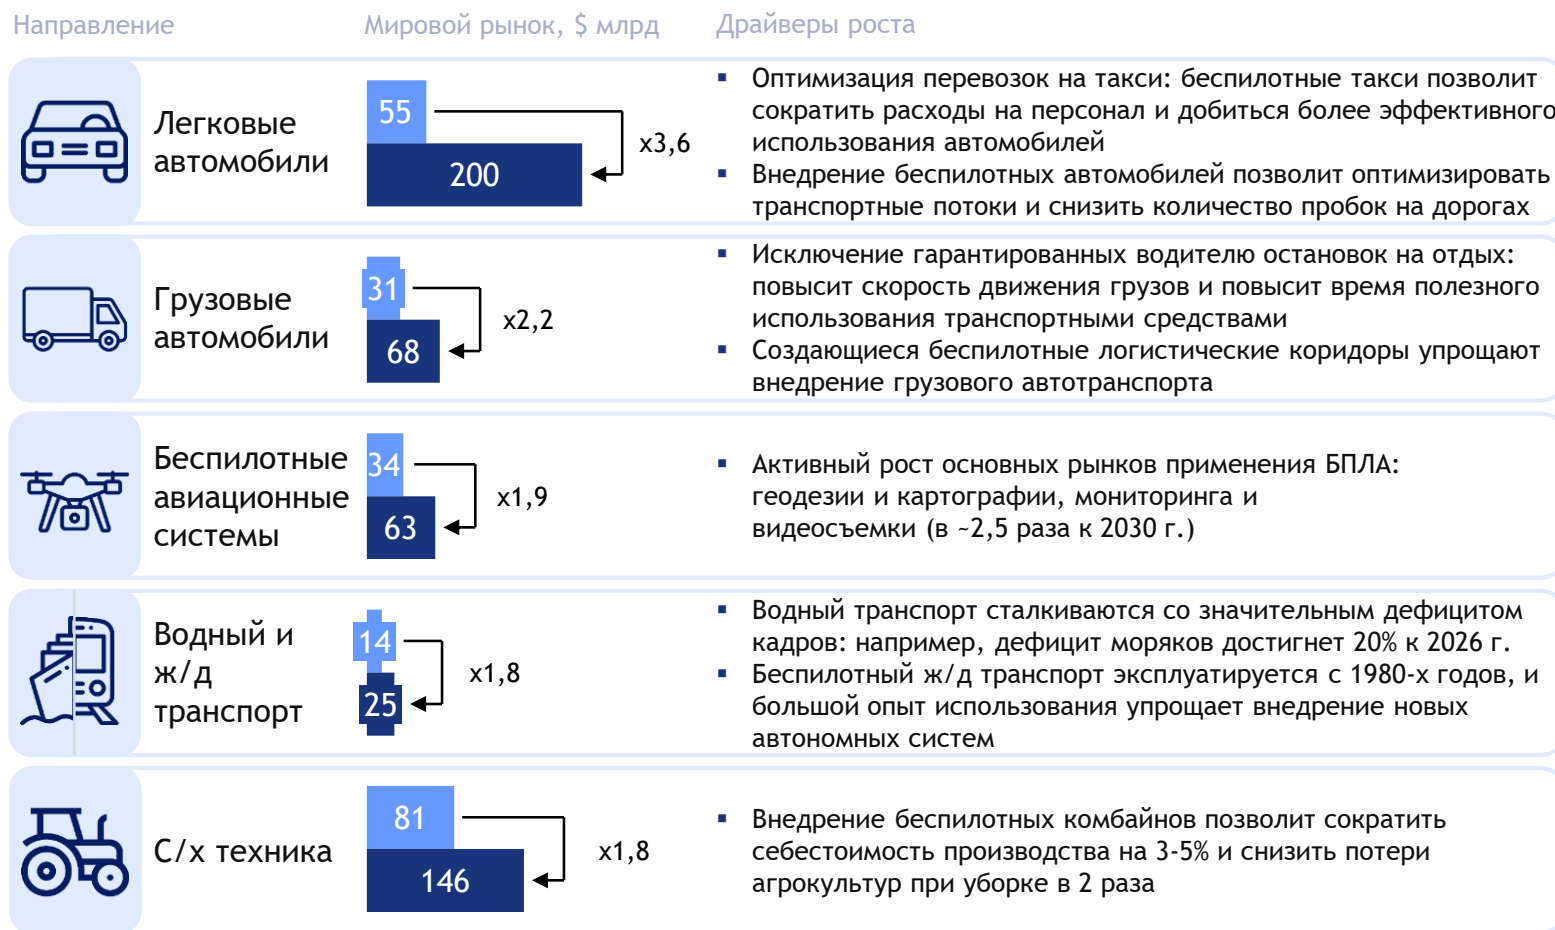 Направление
Мировой рынок, $ млрд
Драйверы роста
Легковые
автомобили
55
200
x3,6
▪ Оптимизация перевозок на такси: беспилотные такси позволит
сократить расходы на персонал и добиться более эффективного
использования автомобилей
▪ Внедрение беспилотных автомобилей позволит оптимизировать
транспортные потоки и снизить количество пробок на дорогах
Грузовые
автомобили
31
68
x2,2
▪ Исключение гарантированных водителю остановок на отдых:
повысит скорость движения грузов и повысит время полезного
использования транспортными средствами
▪ Создающиеся беспилотные логистические коридоры упрощают
внедрение грузового автотранспорта
Беспилотные
авиационные
системы
34
63
x1,9
▪ Активный рост основных рынков применения БПЛА:
геодезии и картографии, мониторинга и
видеосъемки (в ~2,5 раза к 2030 г.)
Водный и
ж/д
транспорт
14
25
x1,8
▪ Водный транспорт сталкиваются со значительным дефицитом
кадров: например, дефицит моряков достигнет 20% к 2026 г.
▪ Беспилотный ж/д транспорт эксплуатируется с 1980-х годов, и
большой опыт использования упрощает внедрение новых
автономных систем
С/х техника
81
146
x1,8
▪ Внедрение беспилотных комбайнов позволит сократить
себестоимость производства на 3-5% и снизить потери
агрокультур при уборке в 2 раза